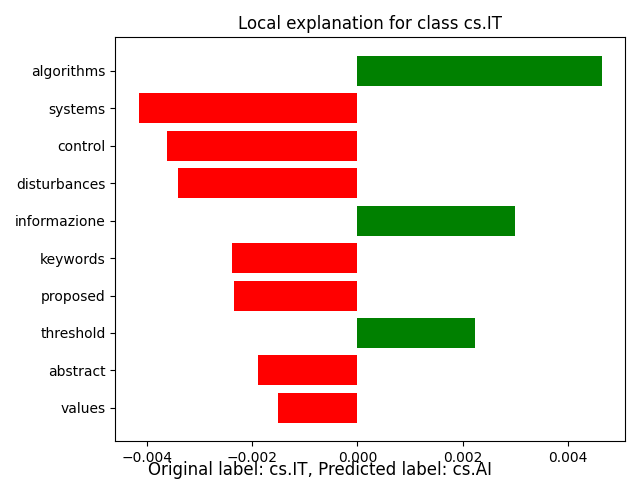 Local explanation for class cs.IT
algorithms
systems
control
disturbances
informazione
keywords
proposed
threshold
abstract
values
−0.004 −0.002 0.000 0.002 0.004
Original label: cs.IT, Predicted label: cs.AI